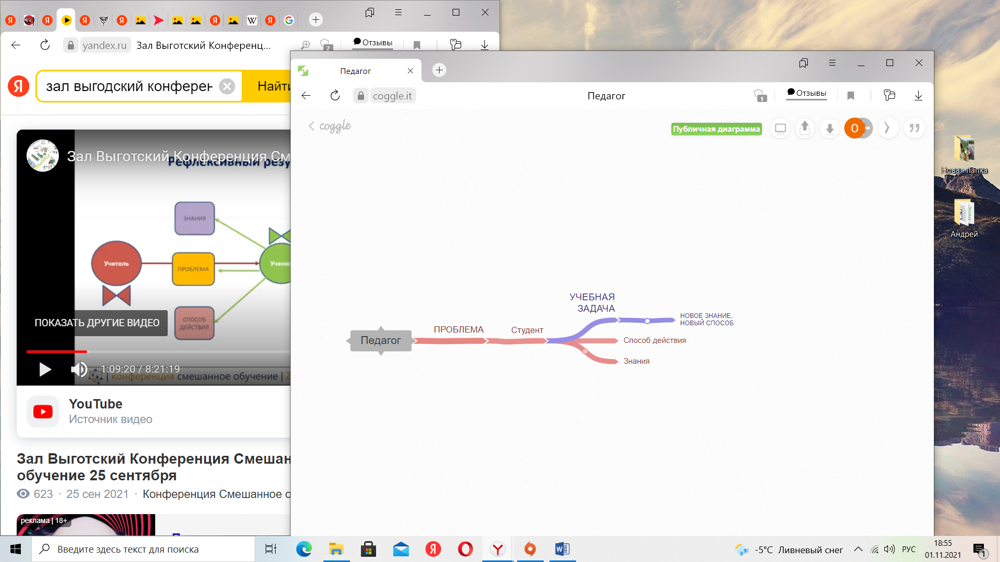 yandex.ru
Зал Выготский Конференц...
2
Отзывы
зал выгодский конферен
Найти
Я
Зал Выготский Конференция См
Рефлексивный резу
ЗНАНИЯ
Учитель
ПРОБЛЕМА
Учени
СПОСОБ
ДЕЙСТВИЯ
ПОКАЗАТЬ ДРУГИЕ ВИДЕО
1:09:20 / 8:21:19
| конференция смешанное обучение | 2
YouTube
Источник видео
Зал Выготский Конференция Смешан
обучение 25 сентября
623 · 25 сен 2021 · Конференция Смешанное о
реклама | 18+
Педагог
coggle.it
Педагог
1
Отзывы
coggle
Публичная диаграмма
O
Педагог
ПРОБЛЕМА
Студент
УЧЕБНАЯ
ЗАДАЧА
НОВОЕ ЗНАНИЕ,
НОВЫЙ СПОСОБ
Способ действия
Знания
Новая папка
Андрей
Введите здесь текст для поиска
-5°C Ливневый снег
РУС
18:55
01.11.2021
1